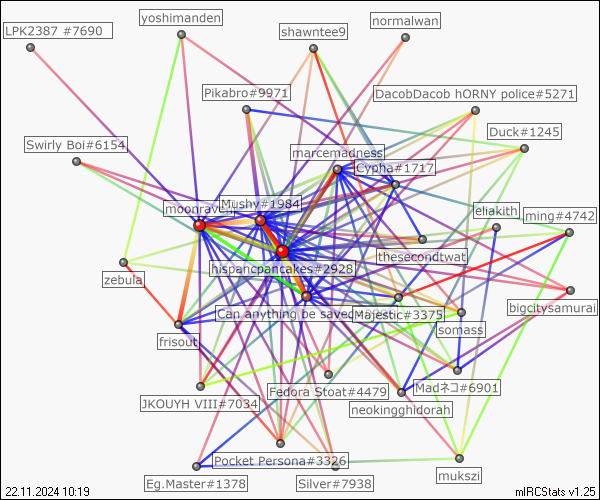 yoshimanden
normalwan
LPK2387 #7690
shawntee9
Pikabro#9971
DacobDacob hORNY police#5271
Duck#1245
Swirly Boi#6154
marcemadness
Cypha#1717
moonraven
Mushy#1984
eliakith
ming#4742
thesecondtwat
hispancpancakes#2928
zebula
bigcitysamurai
Can anything be saved
Majestic#3375
somass
frisout
Madネコ#6901
Fedora Stoat#4479
JKOUYH VIII#7034
neokingghidorah
Pocket Persona#3326
mukszi
Eg.Master#1378
Silver#7938
22.11.2024 10:19
mIRCStats v1.25